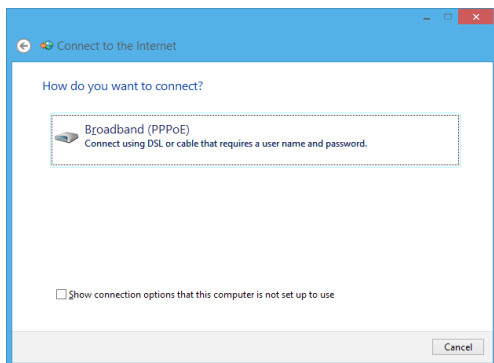 Connect to the Internet
How do you want to connect?
Broadband (PPPoE)
Connect using DSL or cable that requires a user name and password.
Show connection options that this computer is not set up to use
Cancel